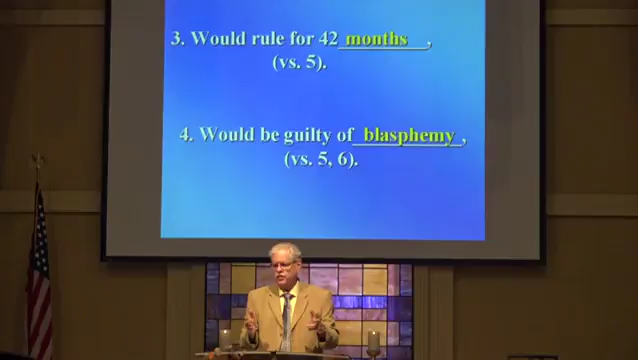 3. Would rule for 42 months,
(vs. 5).
4. Would be guilty of blasphemy,
(vs. 5, 6).